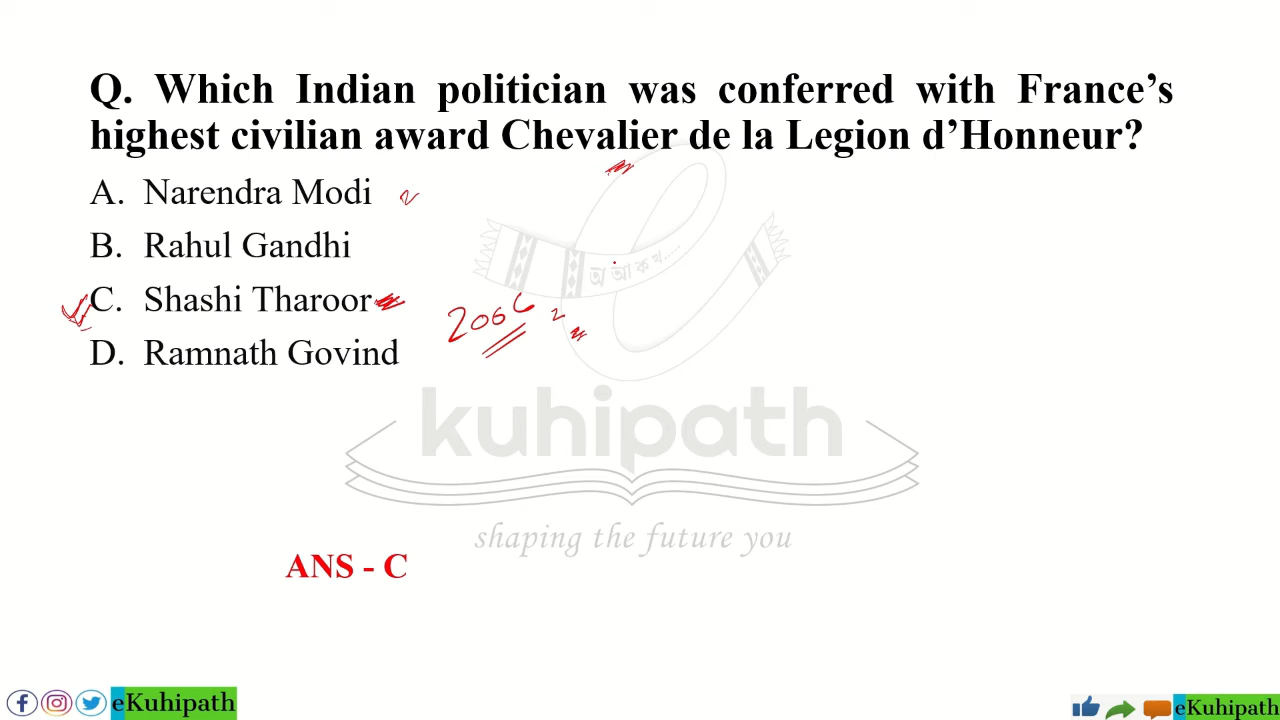 Q. Which Indian politician was conferred with France’s
highest civilian award Chevalier de la Legion d’Honneur?
A. Narendra Modi
B. Rahul Gandhi
C. Shashi Tharoor
D. Ramnath Govind
2006
অ আ ক খ.....
kuhipath
shaping the future you
ANS - C
eKuhipath
eKuhipath